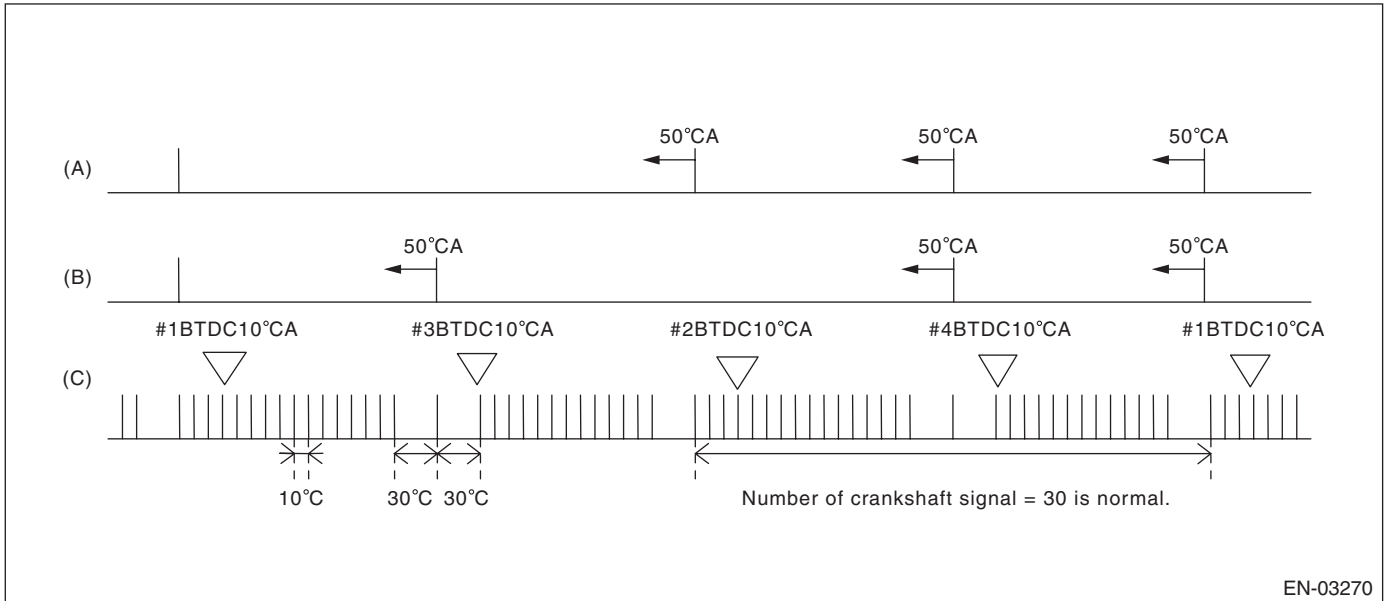 50°CA 50°CA 50°CA
(A)
50°CA 50°CA 50°CA
(B)
#1BTDC10°CA #3BTDC10°CA #2BTDC10°CA #4BTDC10°CA #1BTDC10°CA
(C)
10°C 30°C 30°C Number of crankshaft signal = 30 is normal.
EN-03270